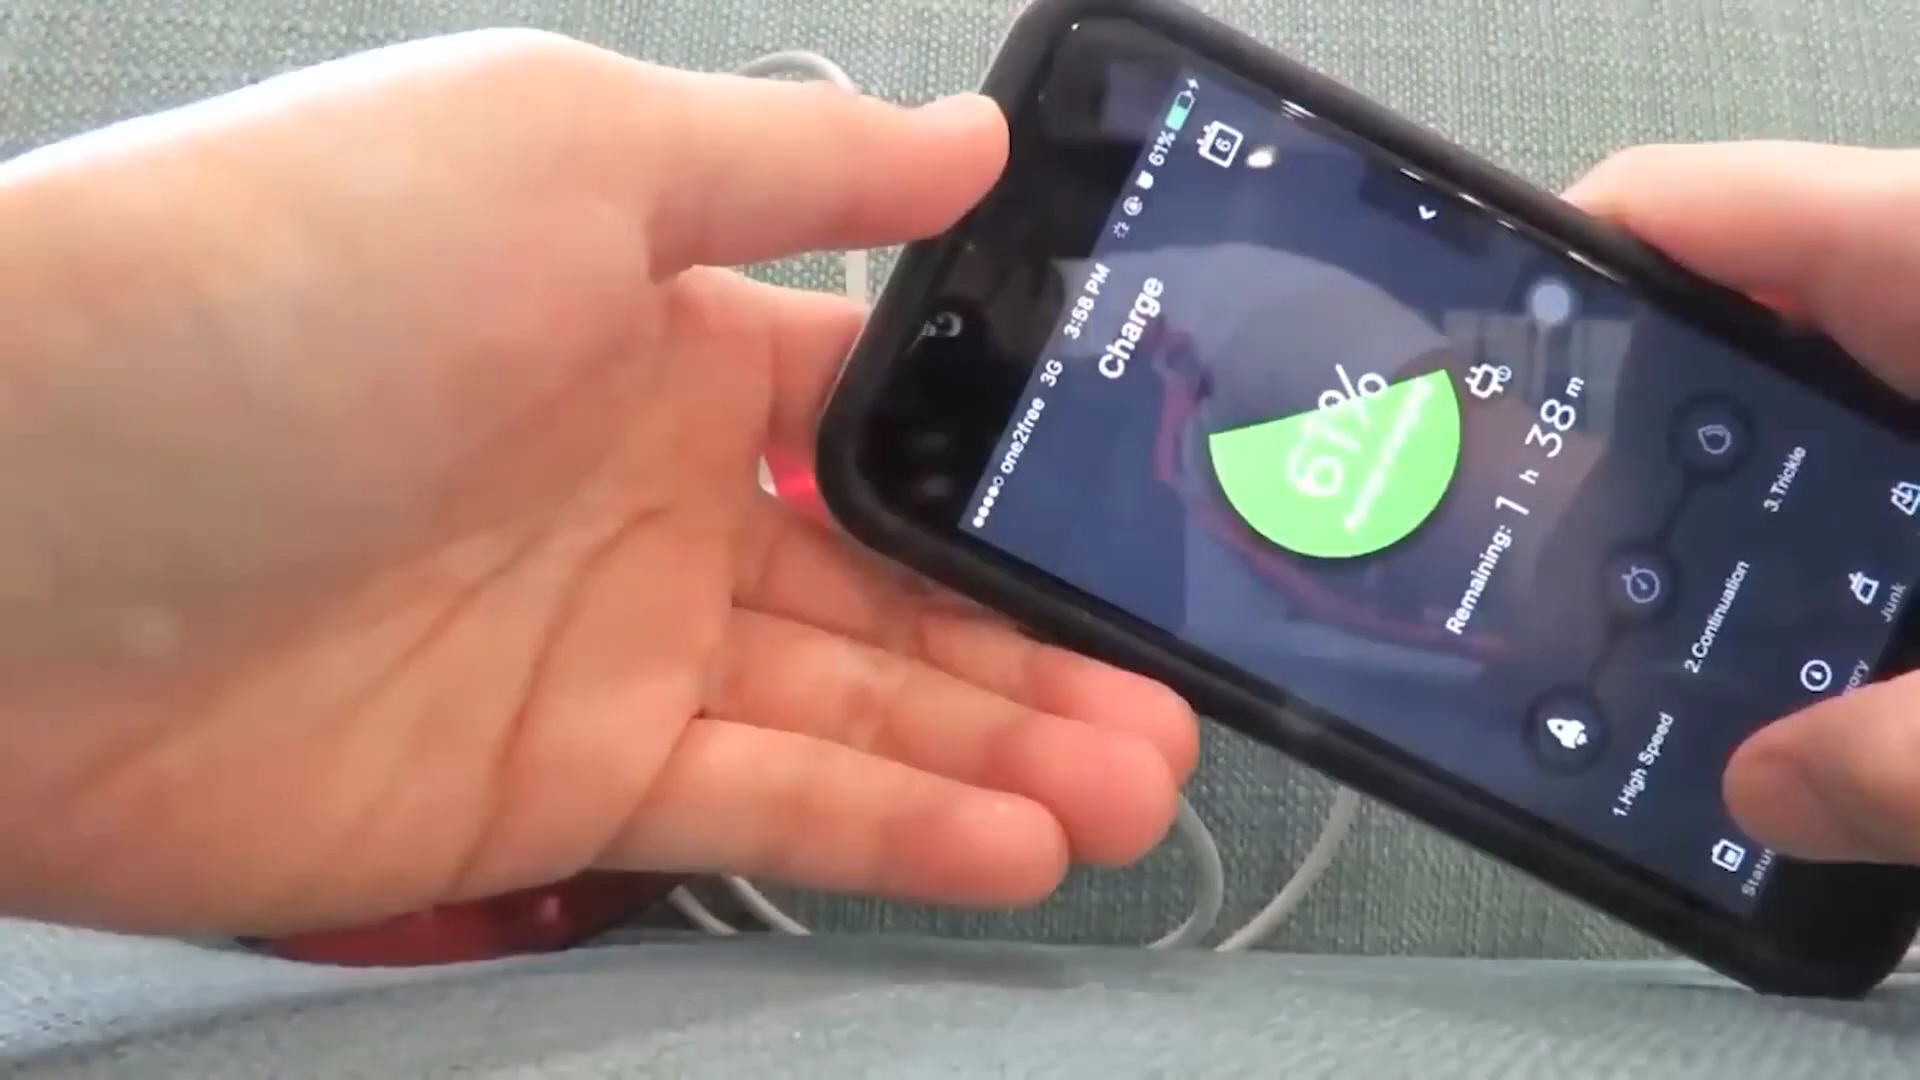 one2free 3G 3:58 PM 61%
Charge
6
61%
Remaining: 1 h 38 m
1.High Speed
2.Continuation
3.Trickle
Status
Junk